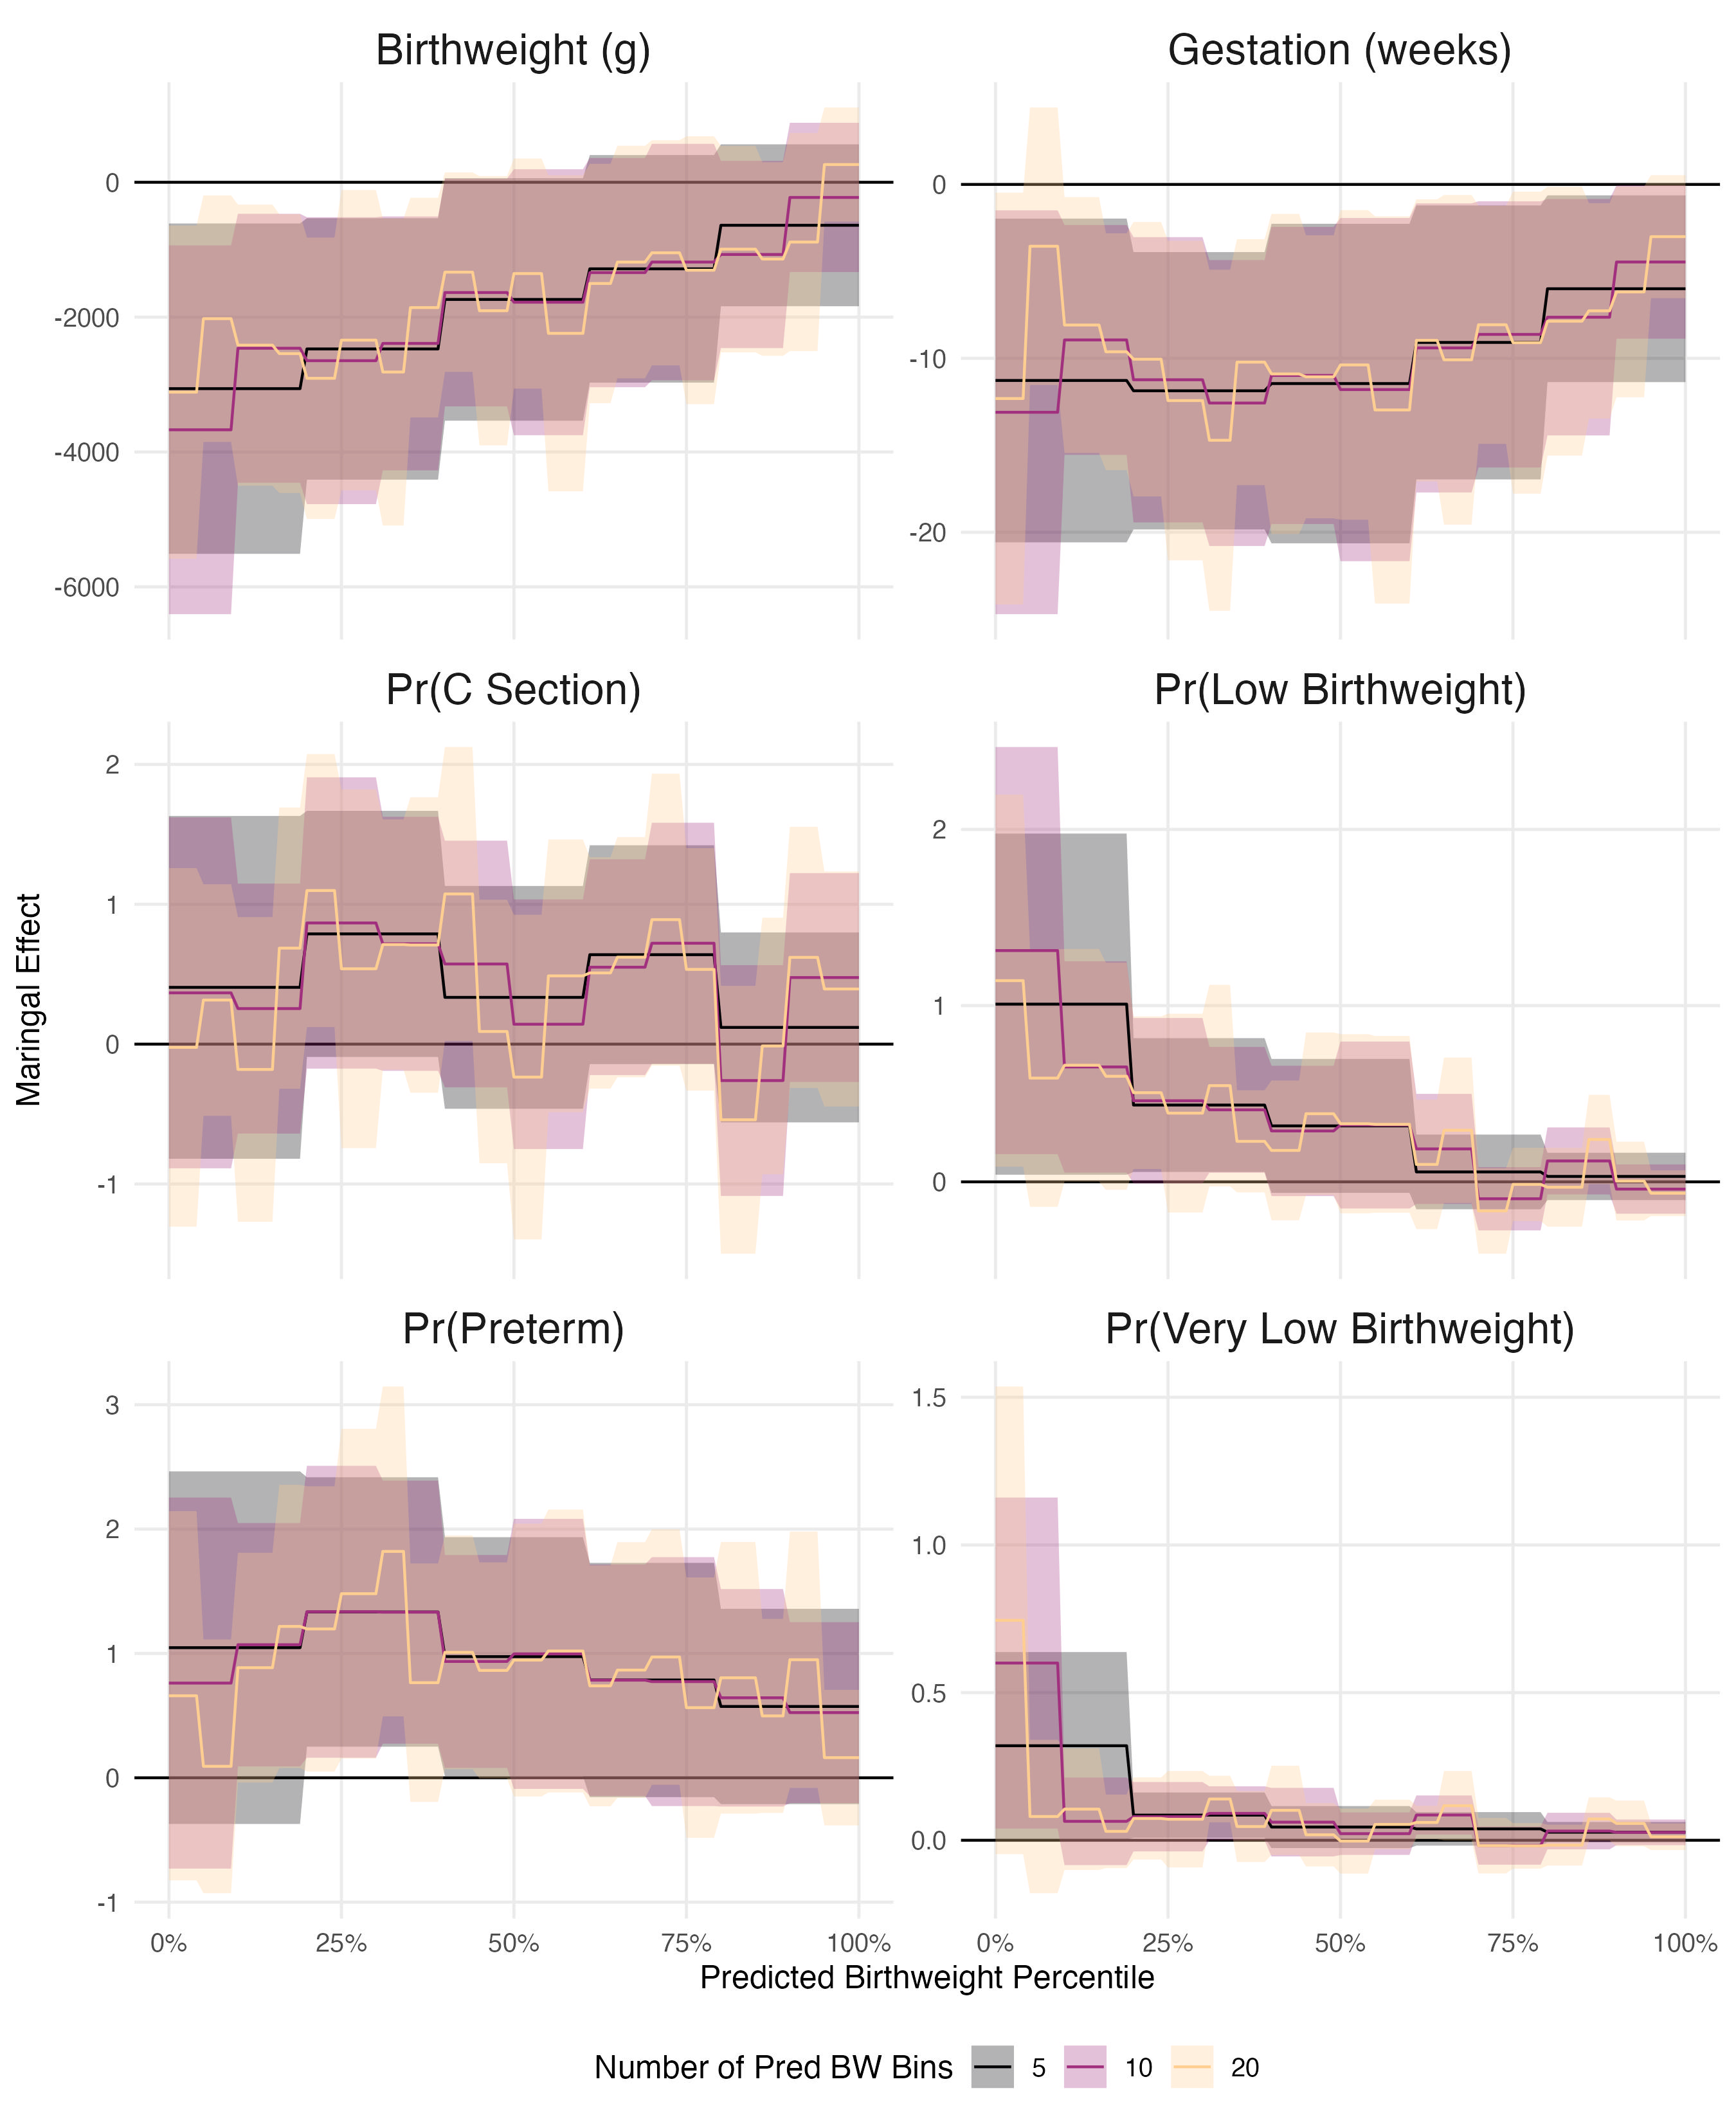 Birthweight (g)
Gestation (weeks)
0
-2000
-4000
-6000
0
-10
-20
Pr(C Section)
Pr(Low Birthweight)
2
1
0
-1
2
1
0
Maringal Effect
Pr(Preterm)
Pr(Very Low Birthweight)
3
2
1
0
-1
1.5
1.0
0.5
0.0
0% 25% 50% 75% 100%
0% 25% 50% 75% 100%
Predicted Birthweight Percentile
Number of Pred BW Bins 5 10 20